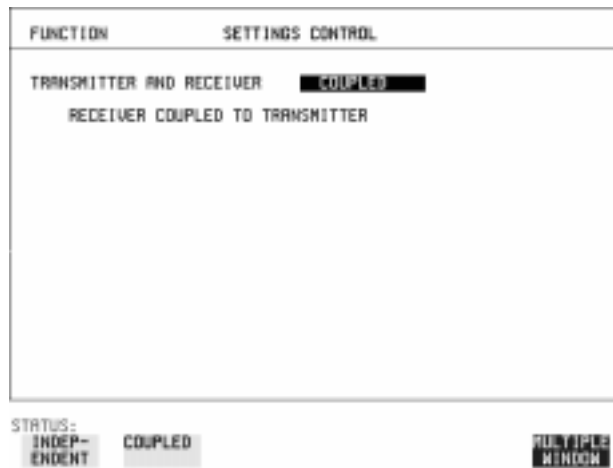 FUNCTION SETTINGS CONTROL
TRANSMITTER AND RECEIVER COUPLED
RECEIVER COUPLED TO TRANSMITTER
STATUS:
INDEP-
ENDENT
COUPLED
MULTIPLE
WINDOW